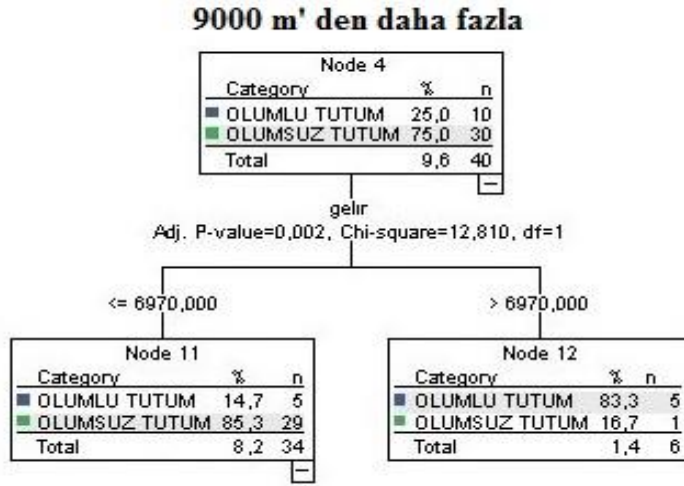 9000 m' den daha fazla
Node 4
Category % n
OLUMLU TUTUM 25,0 10
OLUMSUZ TUTUM 75,0 30
Total 9,6 40
gelır
Adj. P-value=0,002, Chi-square=12,810, df=1
<= 6970,000
> 6970,000
Node 11
Category % n
OLUMLU TUTUM 14,7 5
OLUMSUZ TUTUM 85,3 29
Total 8,2 34
Node 12
Category % n
OLUMLU TUTUM 83,3 5
OLUMSUZ TUTUM 16,7 1
Total 1,4 6